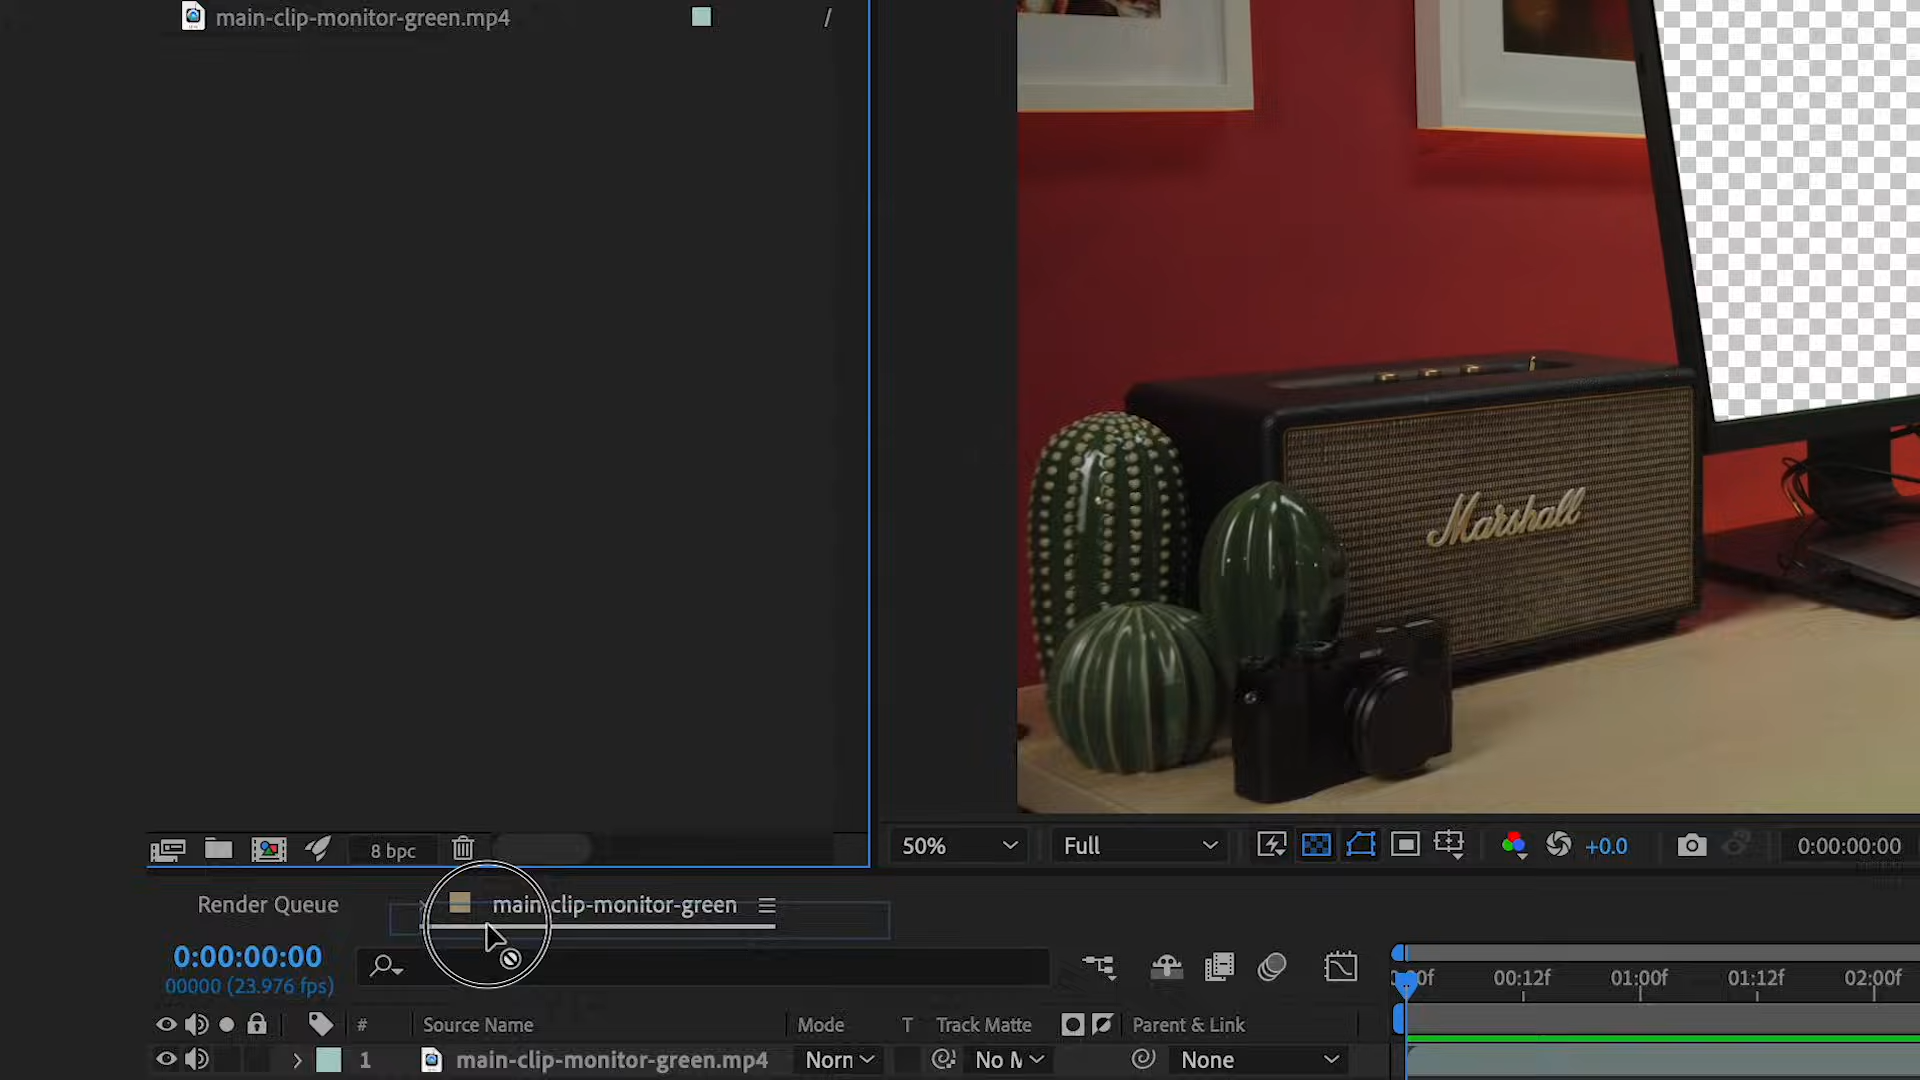 main-clip-monitor-green.mp4 /
Marshall
8 bpc
50% Full +0.0 0:00:00:00
Render Queue main-clip-monitor-green
0:00:00:00
00000 (23.976 fps)
00f 00:12f 01:00f 01:12f 02:00f
# Source Name Mode T Track Matte Parent & Link
1 main-clip-monitor-green.mp4 Norn No M None